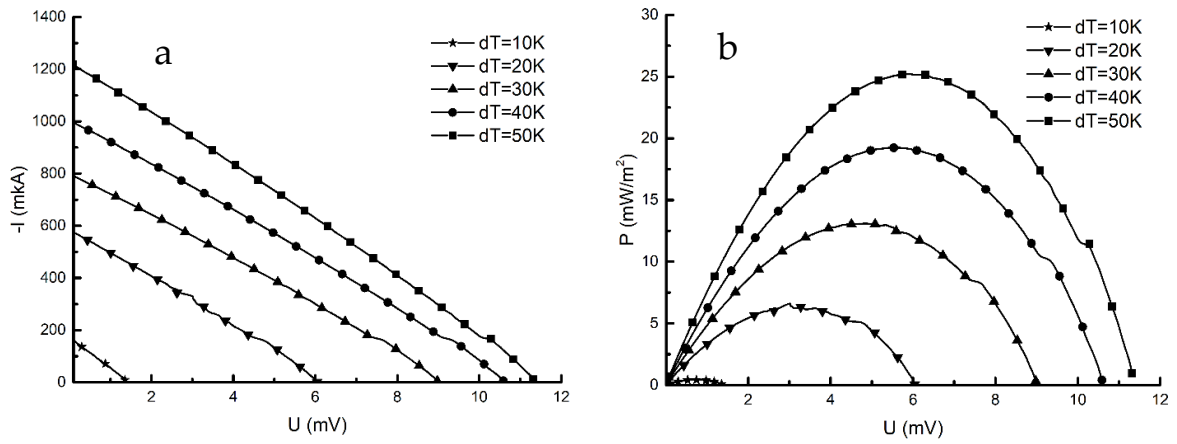 a
1400
1200
1000
800
600
400
200
0
-I (mkA)
2
4
6
8
10
12
U (mV)
dT=10K
dT=20K
dT=30K
dT=40K
dT=50K
b
30
25
20
15
10
5
0
P (mW/m²)
0
2
4
6
8
10
12
U (mV)
dT=10K
dT=20K
dT=30K
dT=40K
dT=50K